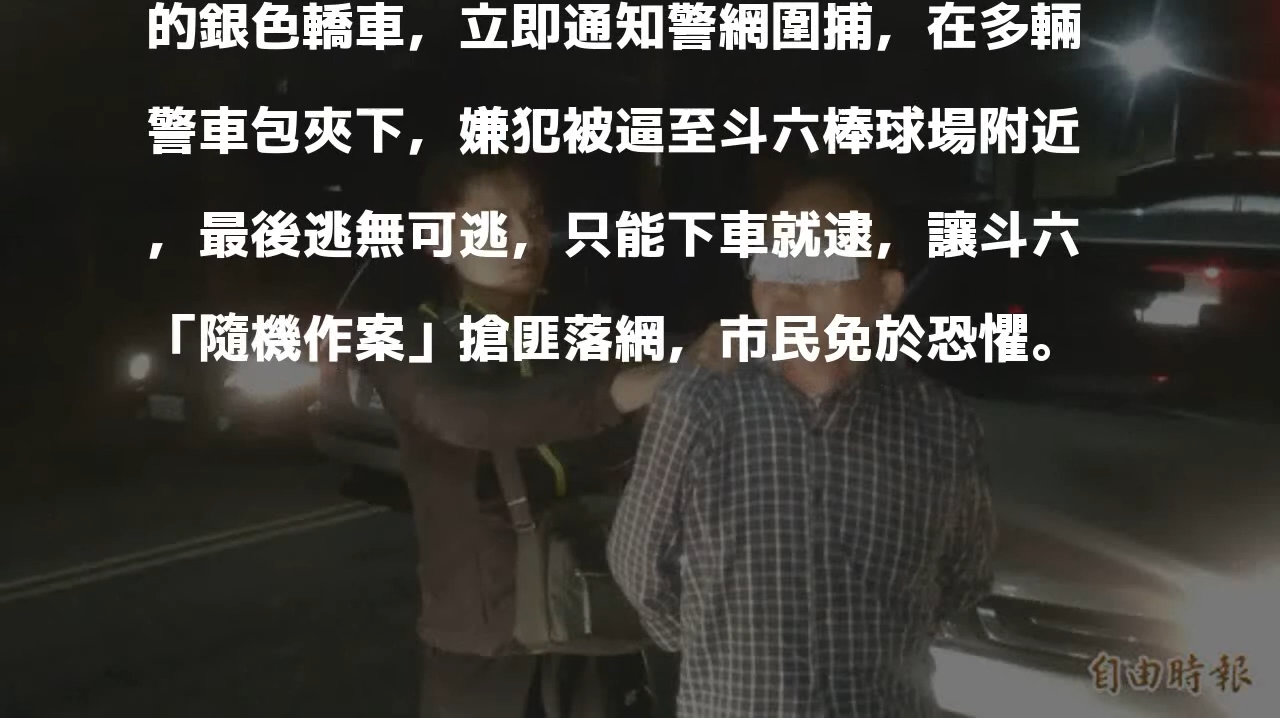 的銀色轎車，立即通知警網圍捕，在多輛
警車包夾下，嫌犯被逼至斗六棒球場附近
，最後逃無可逃，只能下車就逮，讓斗六
「隨機作案」搶匪落網，市民免於恐懼。
自由時報